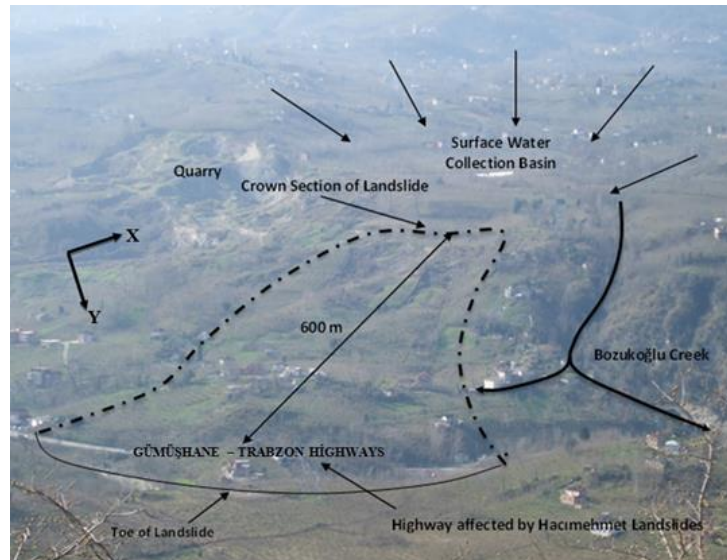 Surface Water
Collection Basin
Quarry
Crown Section of Landslide
X
Y
600 m
Bozukoğlu Creek
GÜMÜŞHANE – TRABZON HİGHWAYS
Toe of Landslide
Highway affected by Hacımehmet Landslides